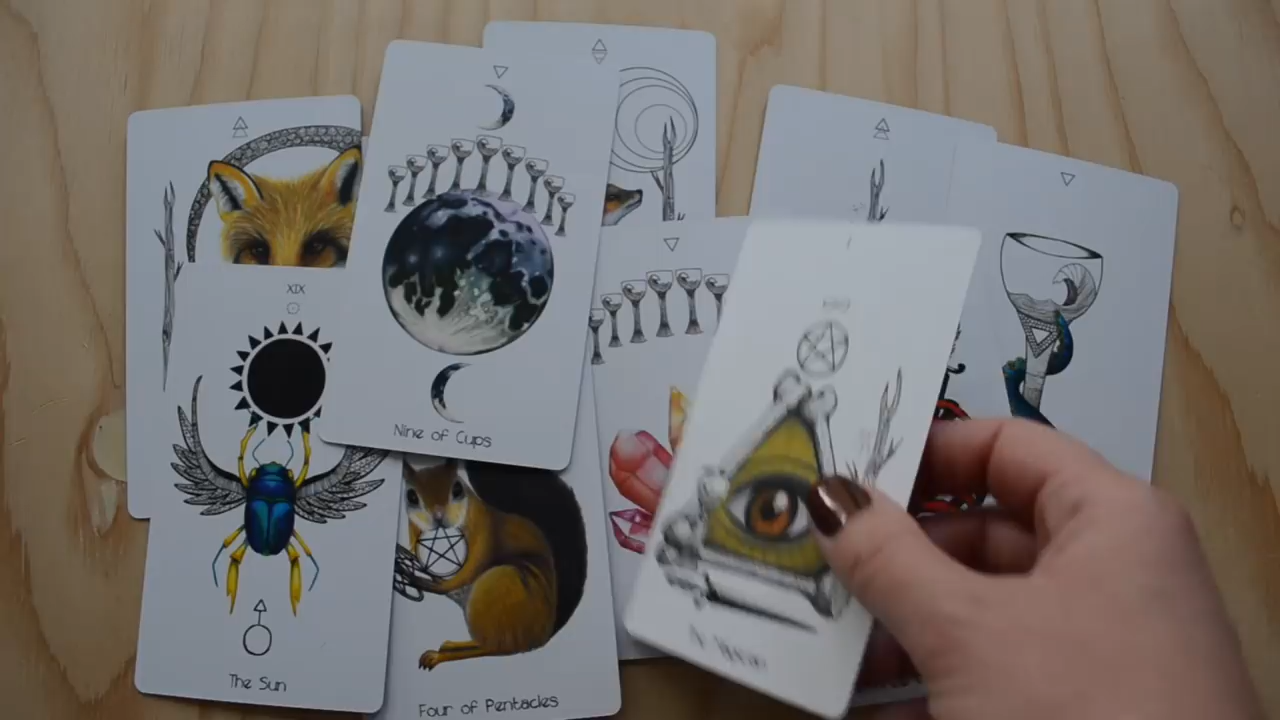 Nine of Cups
XIX
The Sun
Four of Pentacles